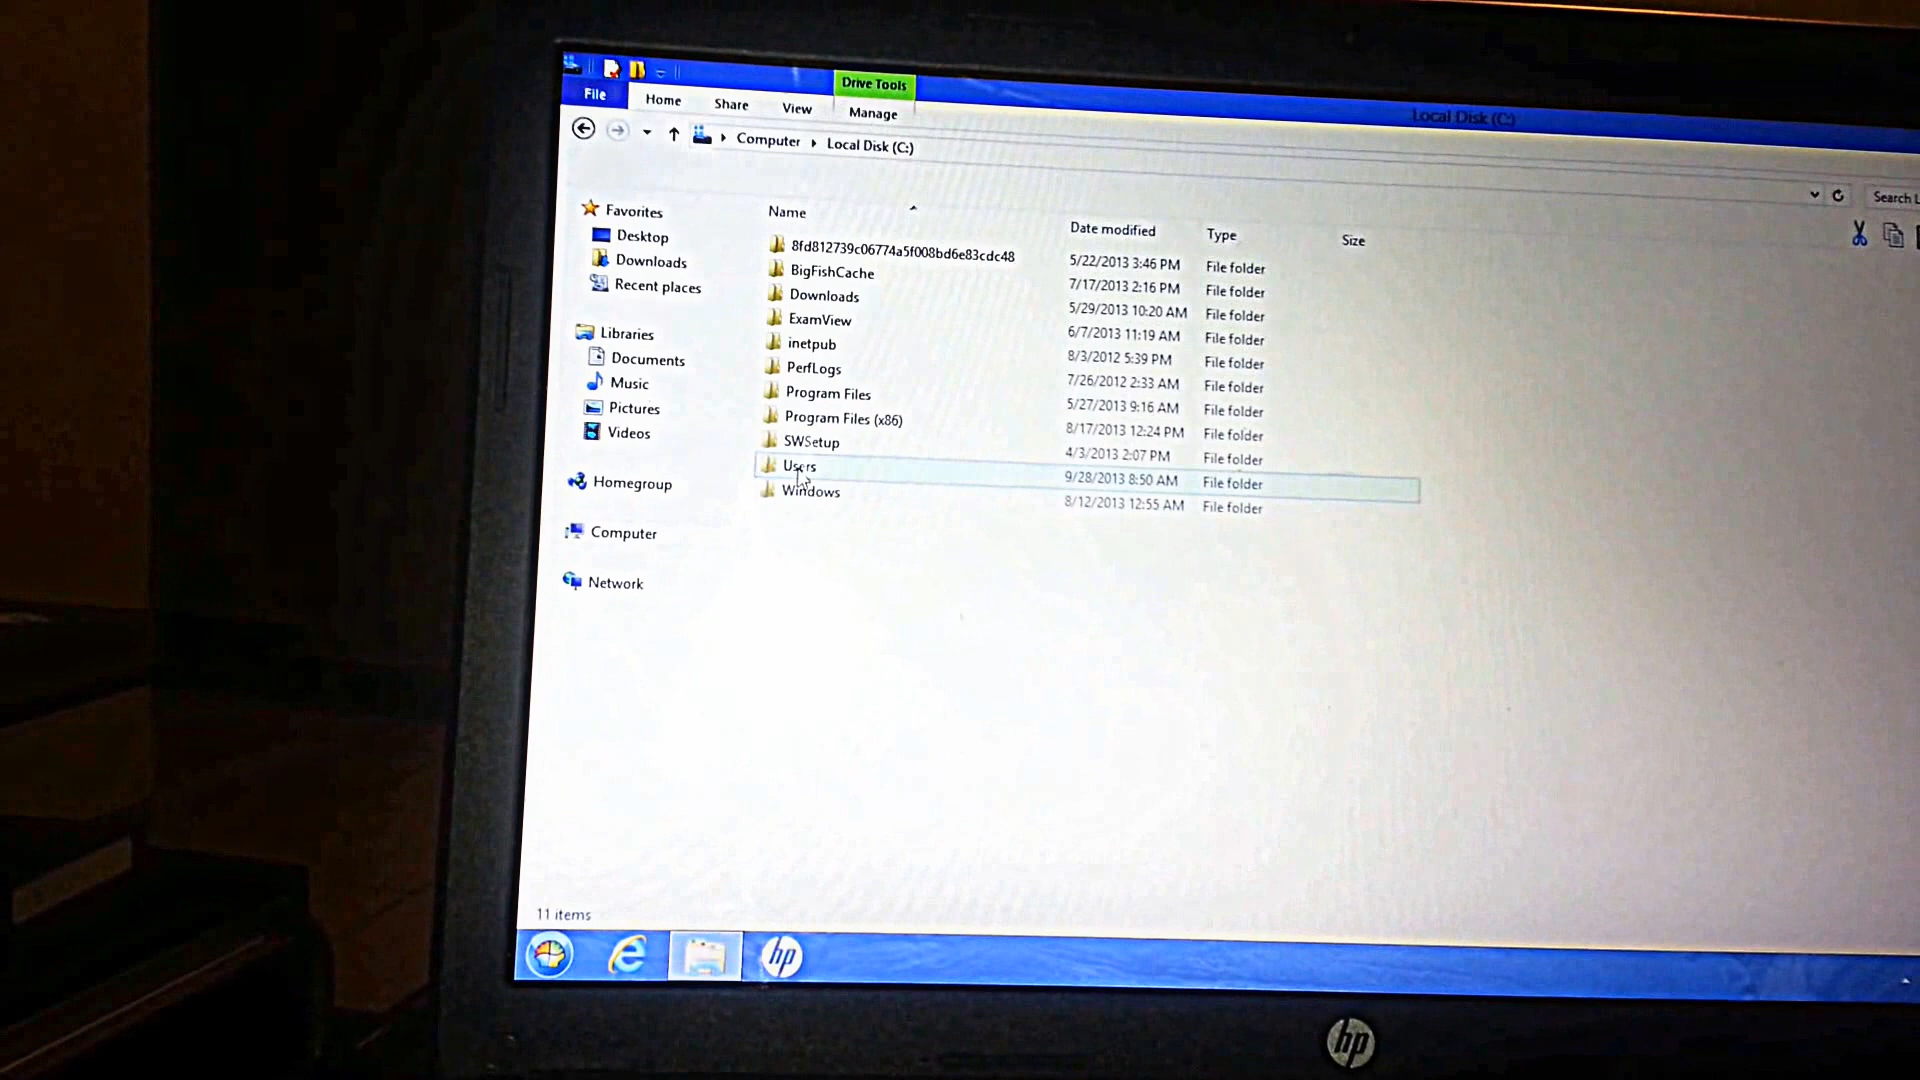 Drive Tools
File Home Share View Manage
Local Disk (C:)
Computer Local Disk (C:)
Search
Name Date modified Type Size
8fd812739c06774a5f008bd6e83cdc48 5/22/2013 3:46 PM File folder
BigFishCache 7/17/2013 2:16 PM File folder
Downloads 5/29/2013 10:20 AM File folder
ExamView 6/7/2013 11:19 AM File folder
inetpub 8/3/2012 5:39 PM File folder
PerfLogs 7/26/2012 2:33 AM File folder
Program Files 5/27/2013 9:16 AM File folder
Program Files (x86) 8/17/2013 12:24 PM File folder
SWSetup 4/3/2013 2:07 PM File folder
Users 9/28/2013 8:50 AM File folder
Windows 8/12/2013 12:55 AM File folder
Favorites
Desktop
Downloads
Recent places
Libraries
Documents
Music
Pictures
Videos
Homegroup
Computer
Network
11 items
hp
hp